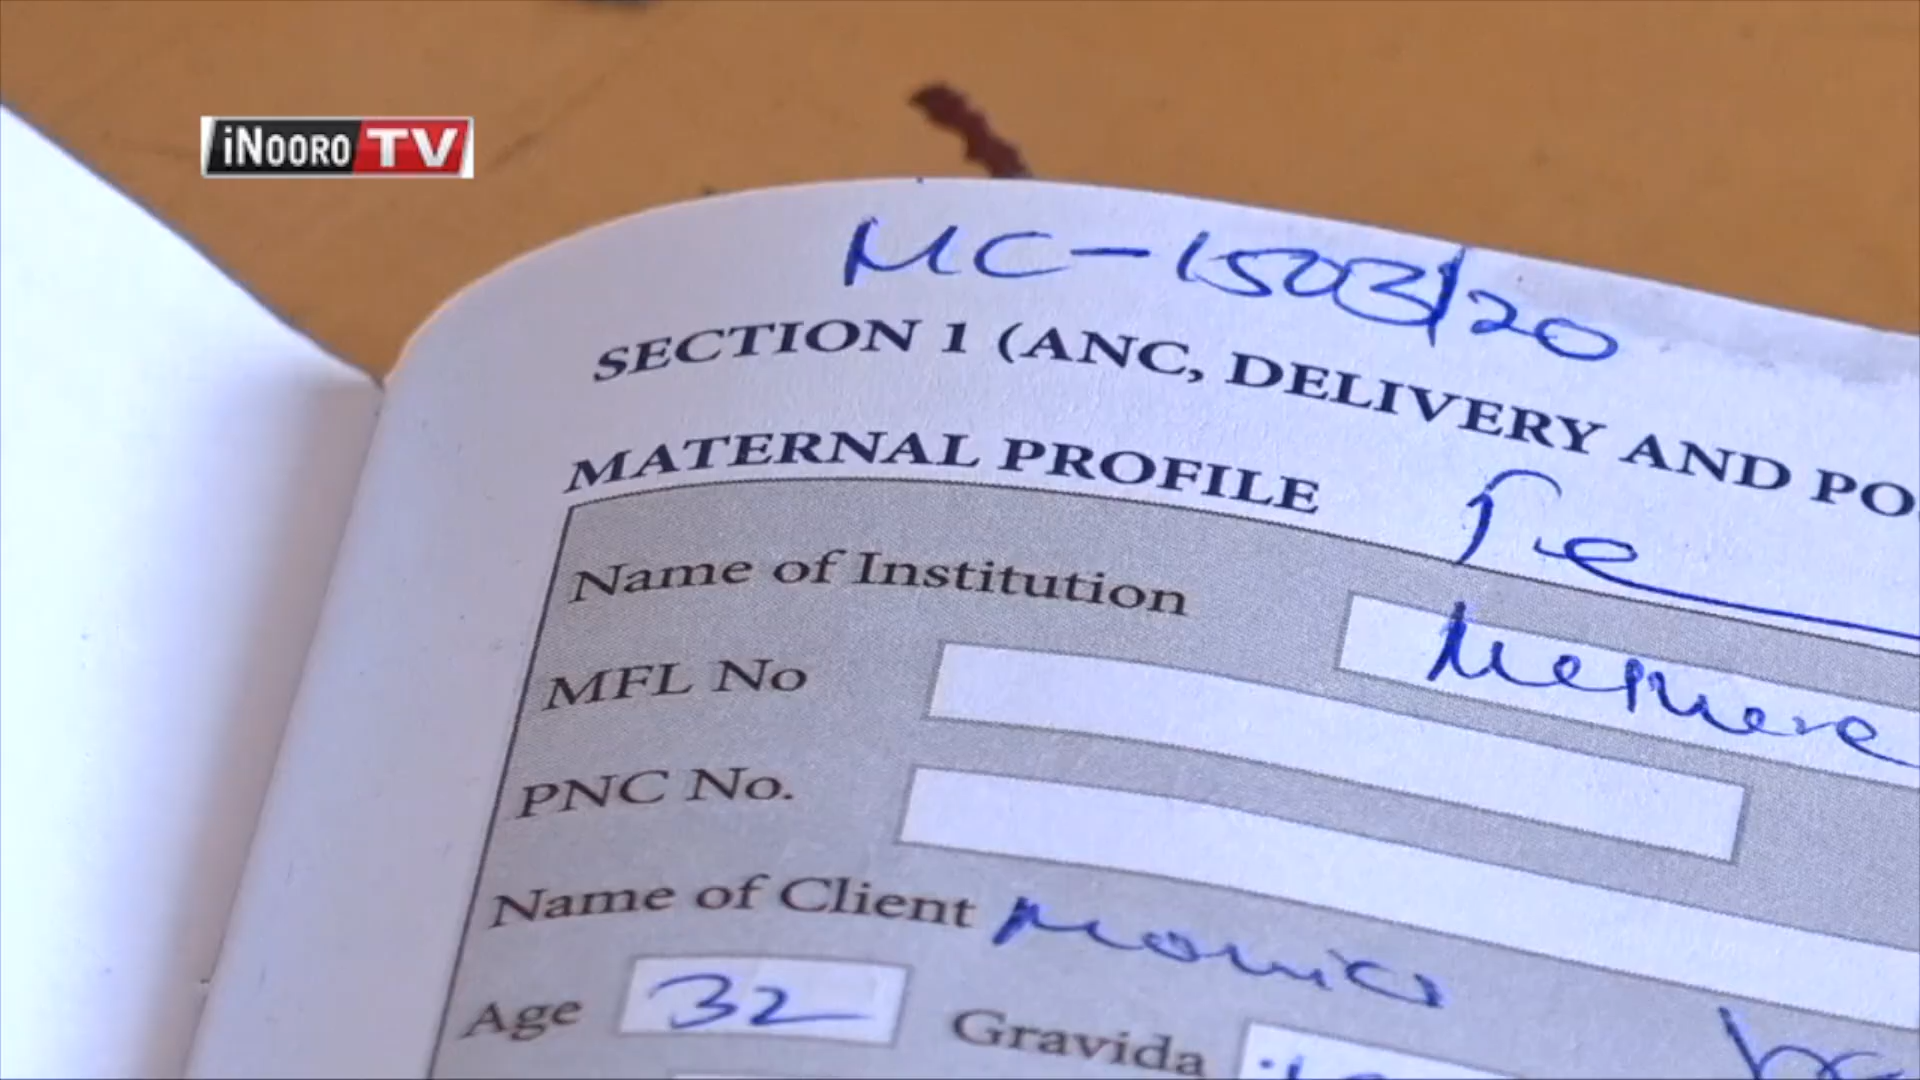 iNOORO TV
MC-1503/20
SECTION 1 (ANC, DELIVERY AND PO
MATERNAL PROFILE
Name of Institution
MFL No
PNC No.
Name of Client Monica
Age 32 Gravida